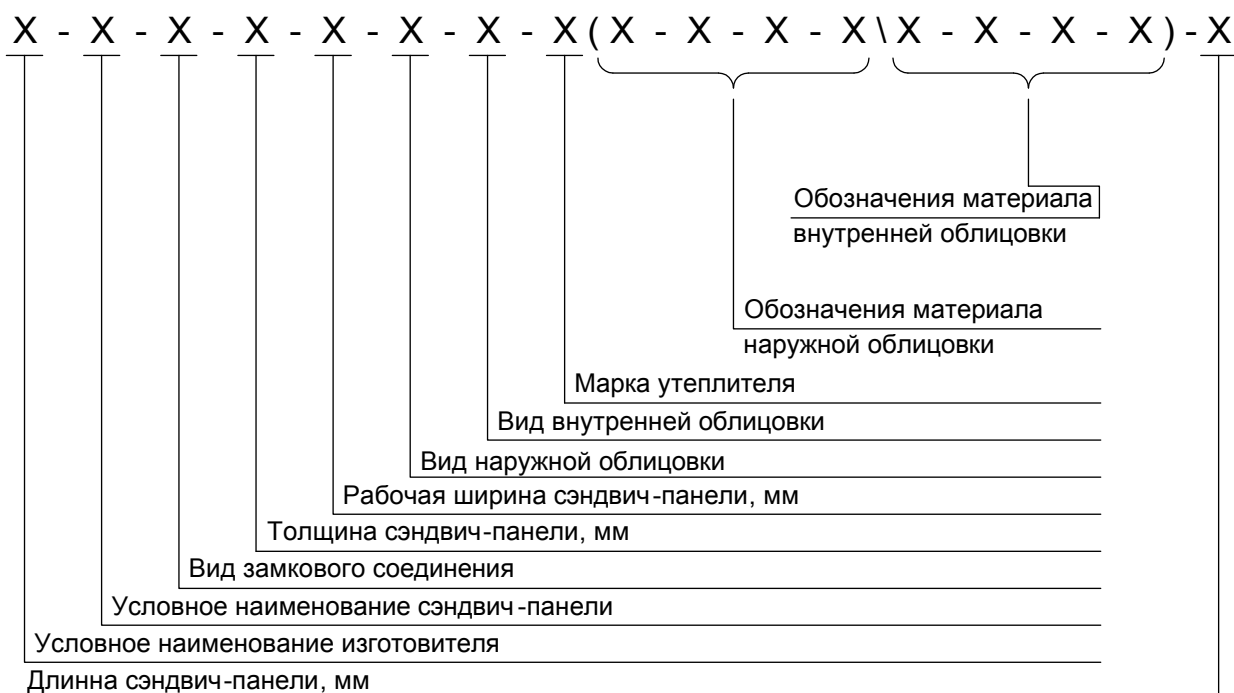 X - X - X - X - X - X - X - X ( X - X - X - X \ X - X - X - X ) - X
Обозначения материала
внутренней облицовки
Обозначения материала
наружной облицовки
Марка утеплителя
Вид внутренней облицовки
Вид наружной облицовки
Рабочая ширина сэндвич-панели, мм
Толщина сэндвич-панели, мм
Вид замкового соединения
Условное наименование сэндвич-панели
Условное наименование изготовителя
Длинна сэндвич-панели, мм